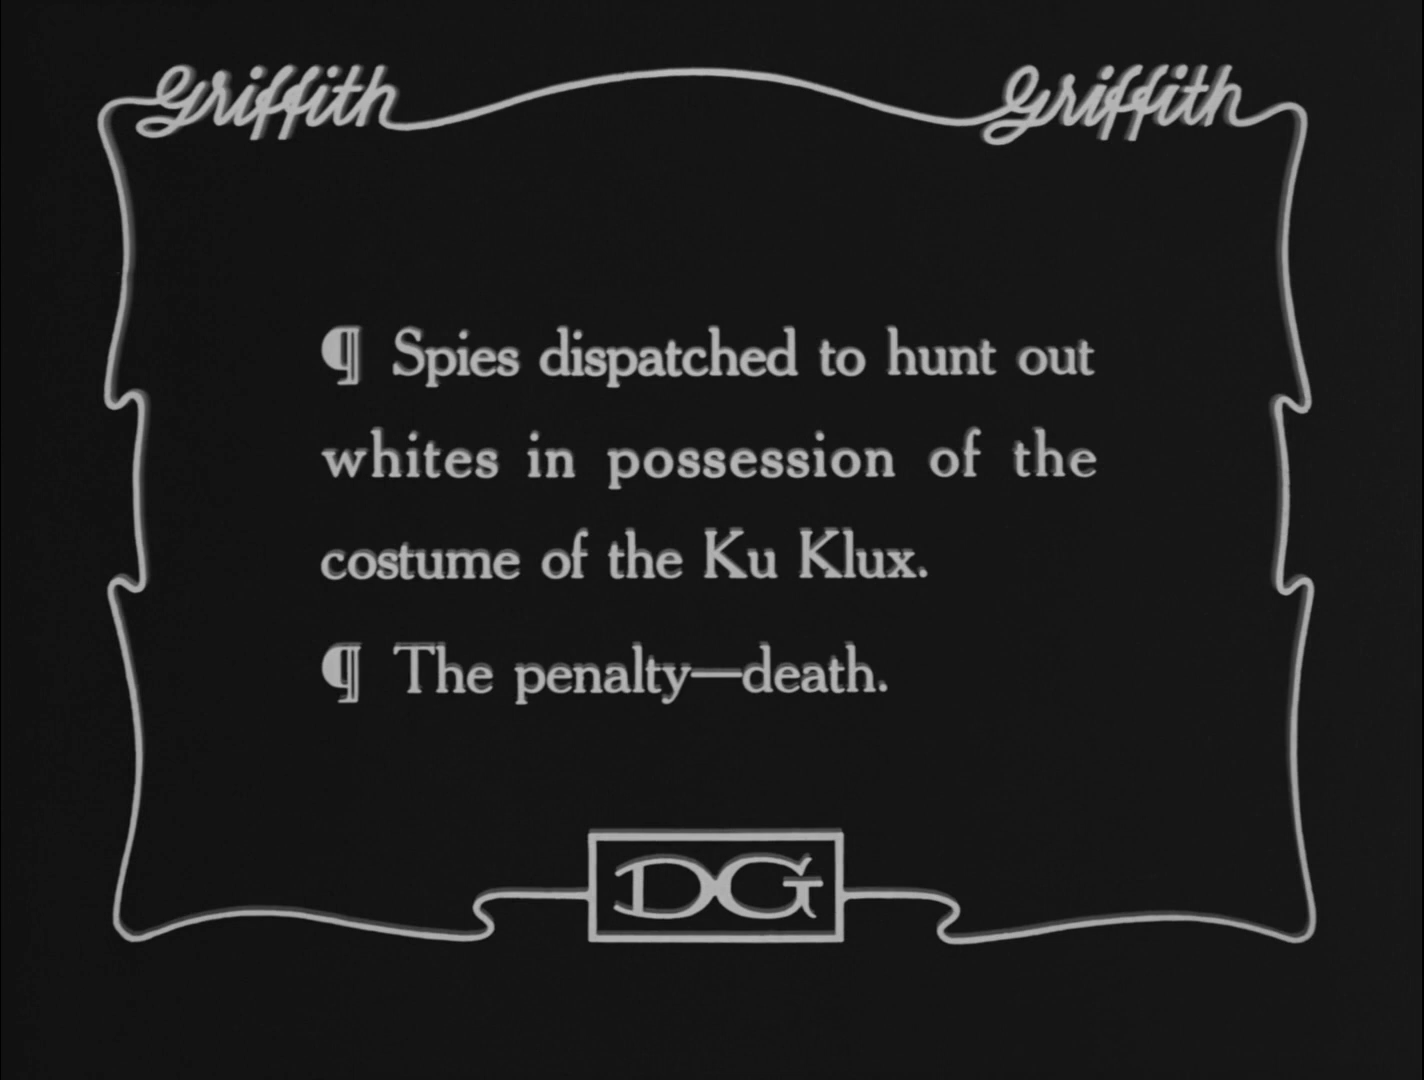 Griffith Griffith
¶ Spies dispatched to hunt out
whites in possession of the
costume of the Ku Klux.
¶ The penalty—death.
DG